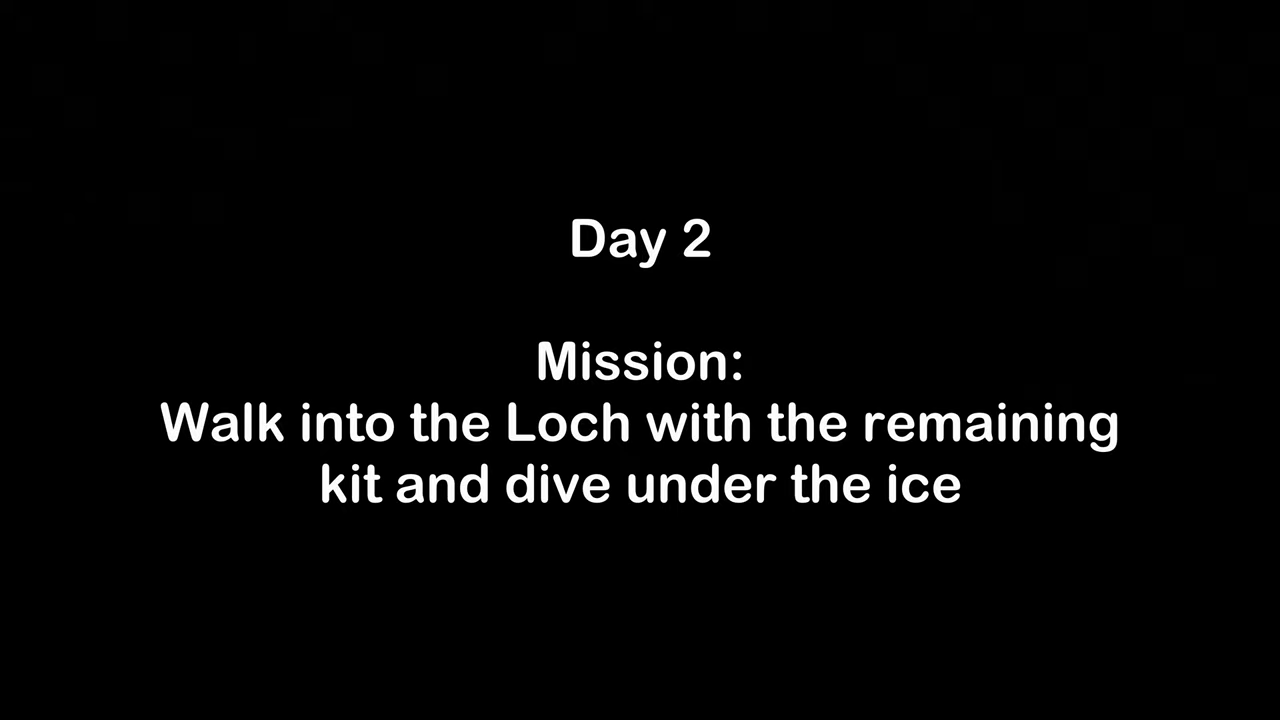 Day 2
Mission:
Walk into the Loch with the remaining
kit and dive under the ice